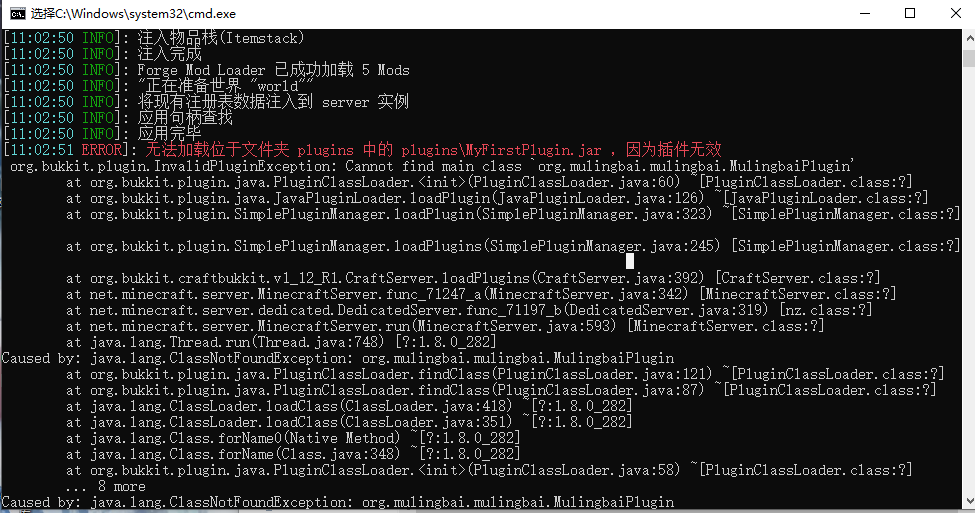 选择C:\Windows\system32\cmd.exe
[11:02:50 INFO]: 注入物品栈(Itemstack)
[11:02:50 INFO]: 注入完成
[11:02:50 INFO]: Forge Mod Loader 已成功加载 5 Mods
[11:02:50 INFO]: "正在准备世界 "world""
[11:02:50 INFO]: 将现有注册表数据注入到 server 实例
[11:02:50 INFO]: 应用句柄查找
[11:02:50 INFO]: 应用完毕
[11:02:51 ERROR]: 无法加载位于文件夹 plugins 中的 plugins\MyFirstPlugin.jar ，因为插件无效
org.bukkit.plugin.InvalidPluginException: Cannot find main class `org.mulingbai.mulingbai.MulingbaiPlugin'
at org.bukkit.plugin.java.PluginClassLoader.<init>(PluginClassLoader.java:60) ~[PluginClassLoader.class:?]
at org.bukkit.plugin.java.JavaPluginLoader.loadPlugin(JavaPluginLoader.java:126) ~[JavaPluginLoader.class:?]
at org.bukkit.plugin.SimplePluginManager.loadPlugin(SimplePluginManager.java:323) ~[SimplePluginManager.class:?]
at org.bukkit.plugin.SimplePluginManager.loadPlugins(SimplePluginManager.java:245) [SimplePluginManager.class:?]
at org.bukkit.craftbukkit.v1_12_R1.CraftServer.loadPlugins(CraftServer.java:392) [CraftServer.class:?]
at net.minecraft.server.MinecraftServer.func_71247_a(MinecraftServer.java:342) [MinecraftServer.class:?]
at net.minecraft.server.dedicated.DedicatedServer.func_71197_b(DedicatedServer.java:319) [nz.class:?]
at net.minecraft.server.MinecraftServer.run(MinecraftServer.java:593) [MinecraftServer.class:?]
at java.lang.Thread.run(Thread.java:748) [?:1.8.0_282]
Caused by: java.lang.ClassNotFoundException: org.mulingbai.mulingbai.MulingbaiPlugin
at org.bukkit.plugin.java.PluginClassLoader.findClass(PluginClassLoader.java:121) ~[PluginClassLoader.class:?]
at org.bukkit.plugin.java.PluginClassLoader.findClass(PluginClassLoader.java:87) ~[PluginClassLoader.class:?]
at java.lang.ClassLoader.loadClass(ClassLoader.java:418) ~[?:1.8.0_282]
at java.lang.ClassLoader.loadClass(ClassLoader.java:351) ~[?:1.8.0_282]
at java.lang.Class.forName0(Native Method) ~[?:1.8.0_282]
at java.lang.Class.forName(Class.java:348) ~[?:1.8.0_282]
at org.bukkit.plugin.java.PluginClassLoader.<init>(PluginClassLoader.java:58) ~[PluginClassLoader.class:?]
... 8 more
Caused by: java.lang.ClassNotFoundException: org.mulingbai.mulingbai.MulingbaiPlugin